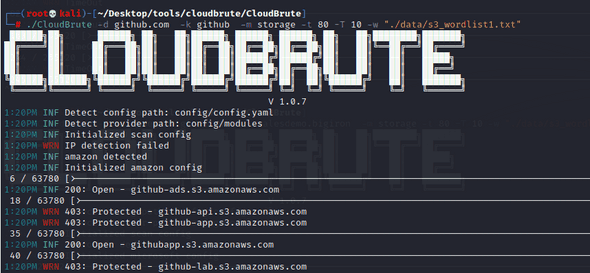 ┌──(root💀kali)-[~/Desktop/tools/cloudbrute/CloudBrute]
└─# ./CloudBrute -d github.com  -k github  -m storage -t 80 -T 10 -w "./data/s3_wordlist1.txt"
CLOUDBRUTE
V 1.0.7
1:20PM INF Detect config path: config/config.yaml
1:20PM INF Detect provider path: config/modules
1:20PM INF Initialized scan config
1:20PM WRN IP detection failed
1:20PM INF amazon detected
1:20PM INF Initialized amazon config
6 / 63780 [>
1:20PM INF 200: Open - github-ads.s3.amazonaws.com
18 / 63780 [>
1:20PM WRN 403: Protected - github-api.s3.amazonaws.com
1:20PM WRN 403: Protected - github-app.s3.amazonaws.com
35 / 63780 [>
1:20PM INF 200: Open - githubapp.s3.amazonaws.com
40 / 63780 [>
1:20PM WRN 403: Protected - github-lab.s3.amazonaws.com